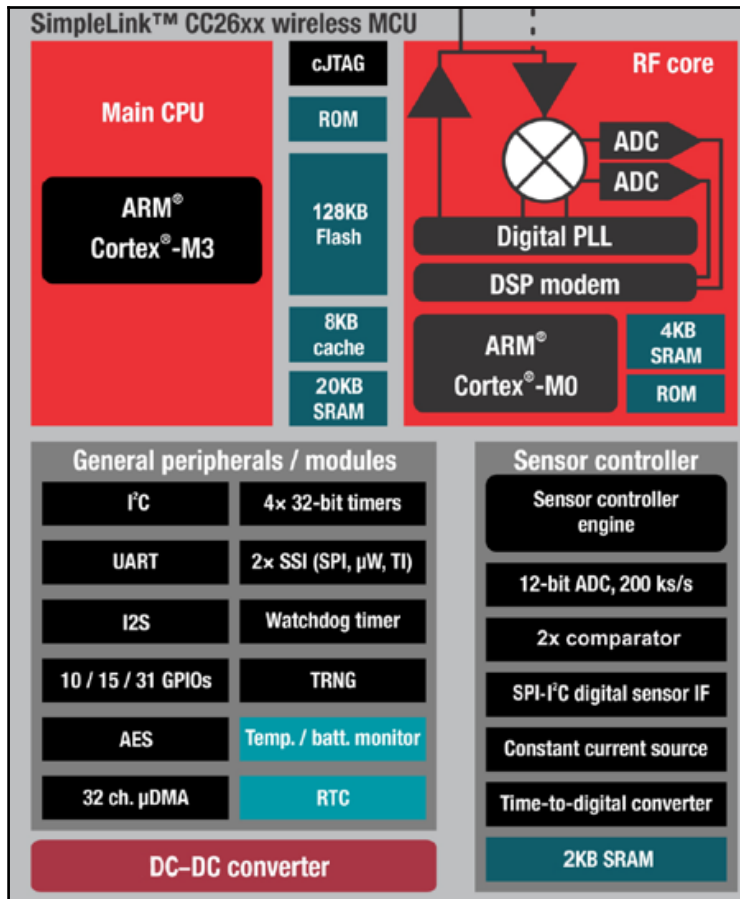 SimpleLink™ CC26xx wireless MCU
Main CPU
ARM®
Cortex®-M3
cJTAG
ROM
128KB
Flash
8KB
cache
20KB
SRAM
RF core
ADC
ADC
Digital PLL
DSP modem
ARM®
Cortex®-M0
4KB
SRAM
ROM
General peripherals / modules
I²C
4× 32-bit timers
UART
2× SSI (SPI, µW, TI)
I2S
Watchdog timer
10 / 15 / 31 GPIOs
TRNG
AES
Temp. / batt. monitor
32 ch. µDMA
RTC
Sensor controller
Sensor controller
engine
12-bit ADC, 200 ks/s
2x comparator
SPI-I²C digital sensor IF
Constant current source
Time-to-digital converter
2KB SRAM
DC–DC converter